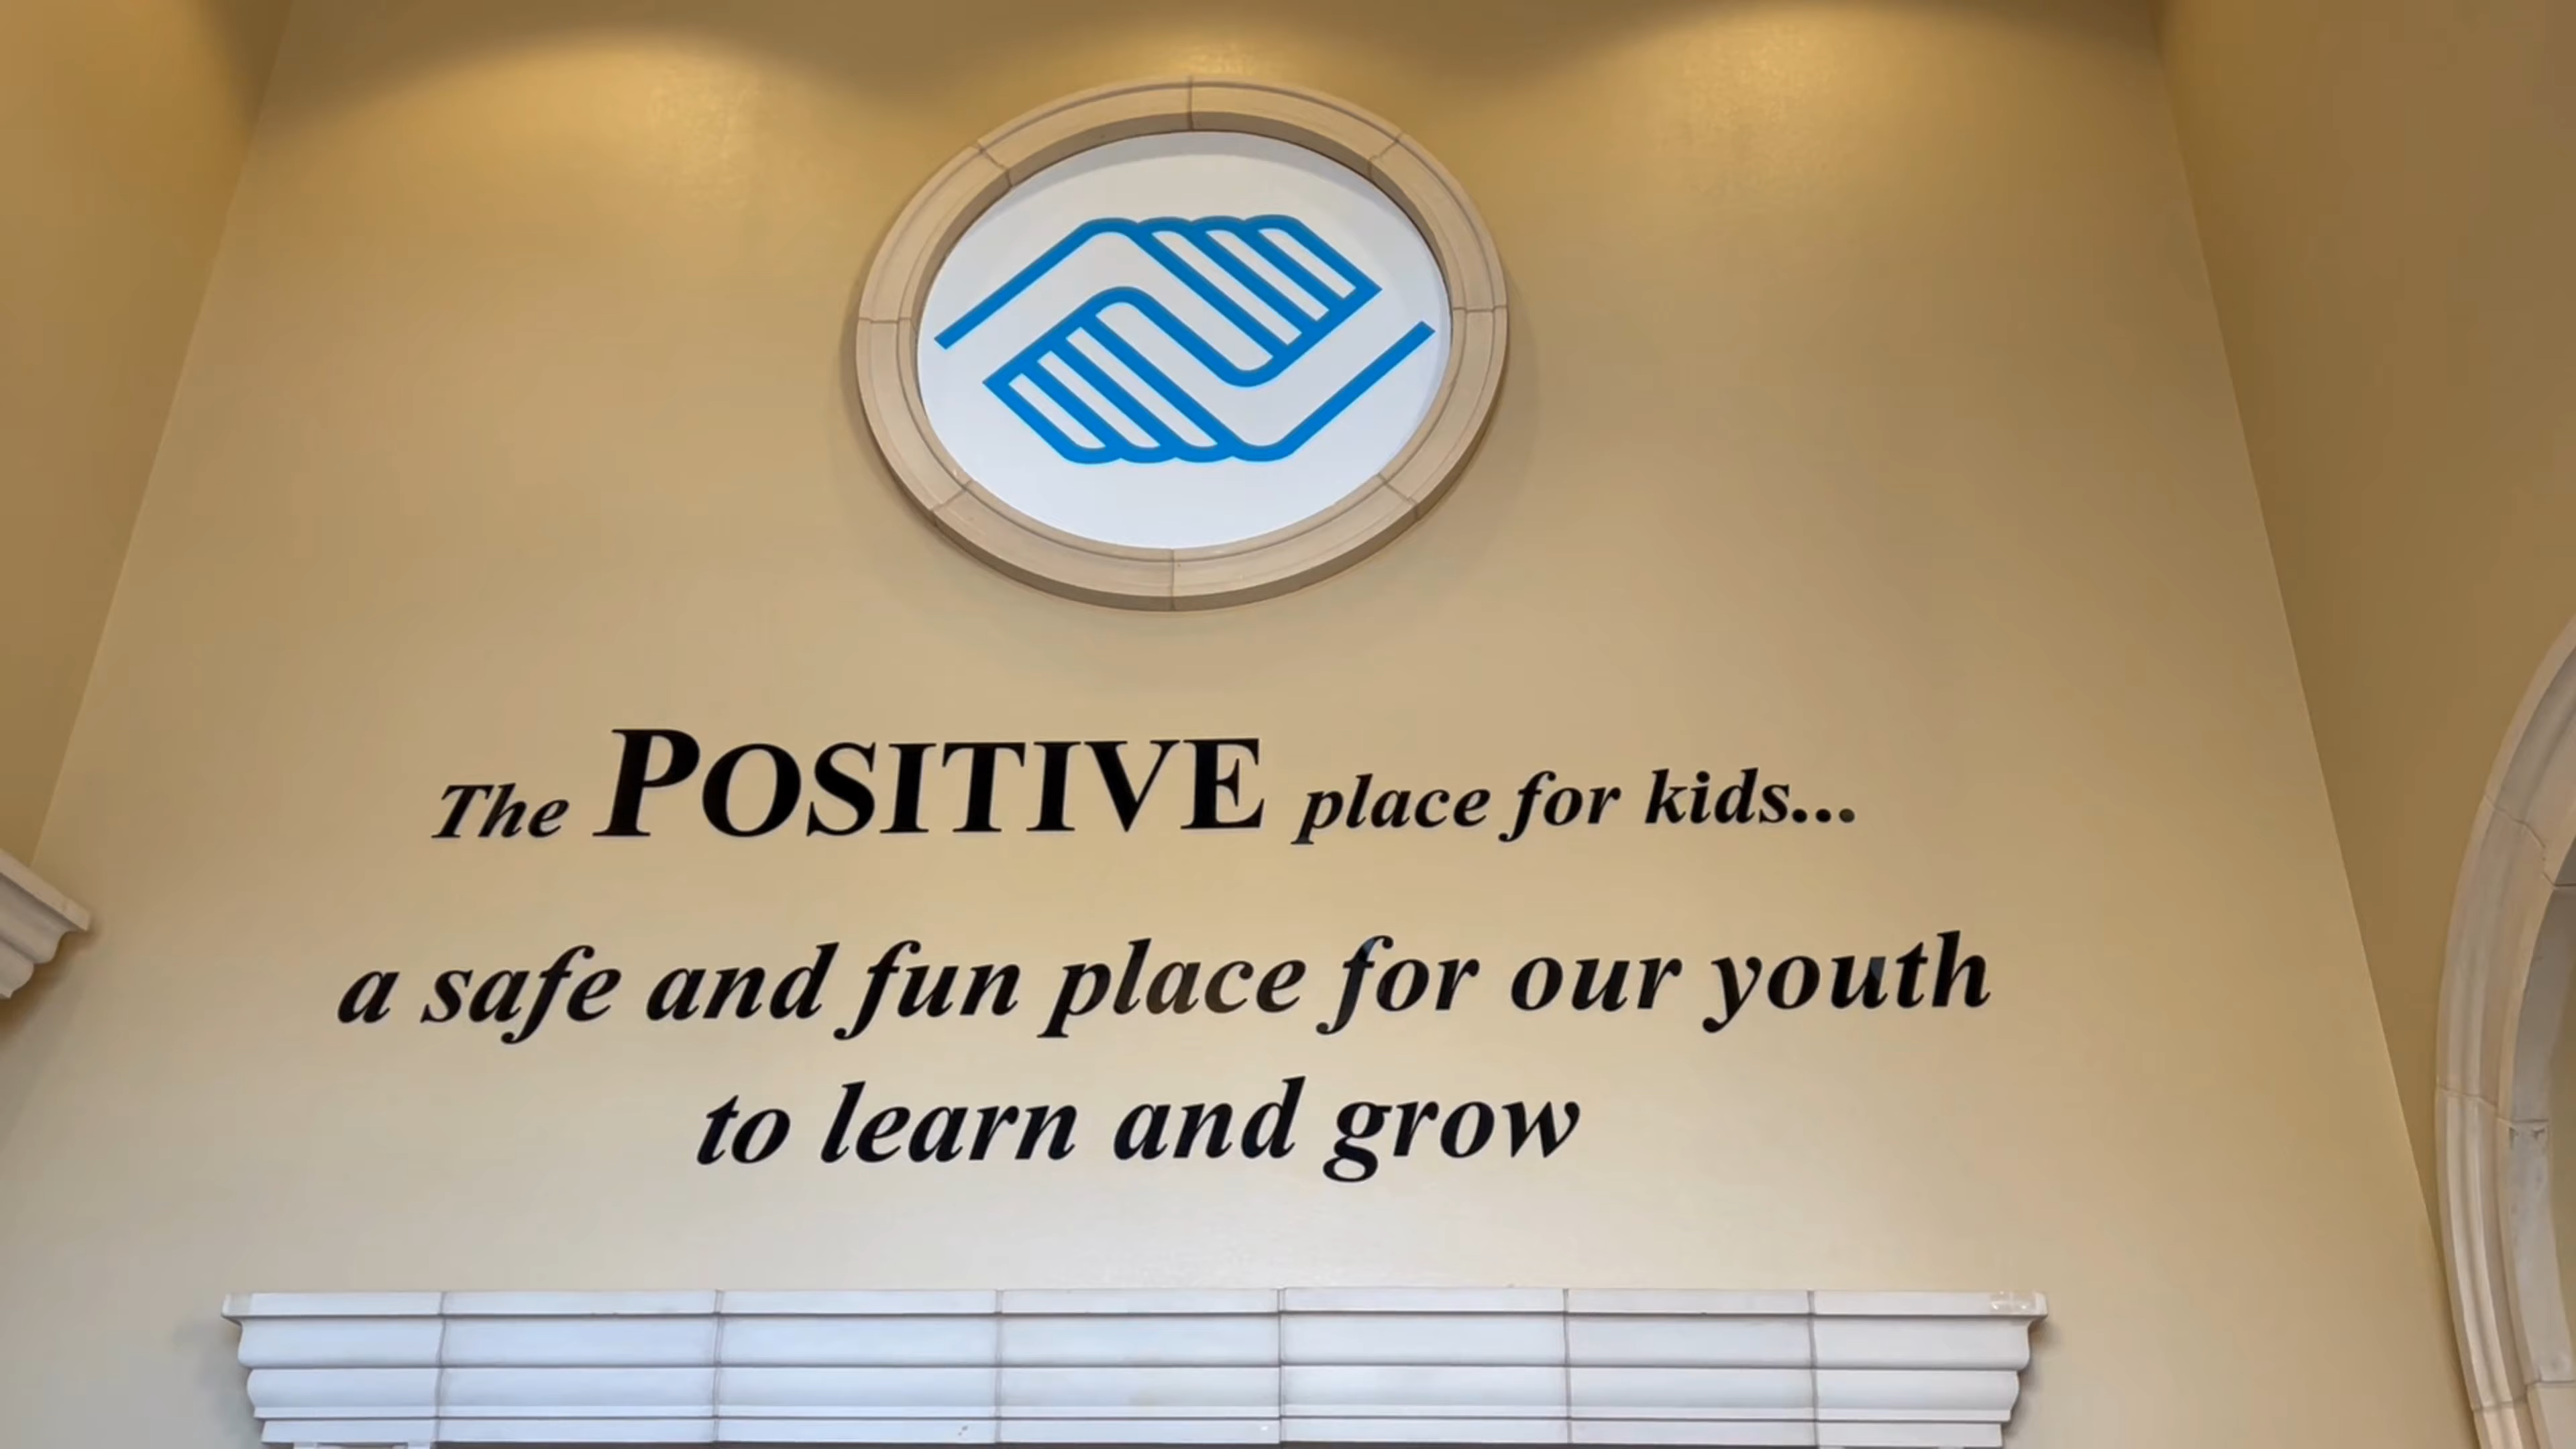 The POSITIVE place for kids...
a safe and fun place for our youth
to learn and grow